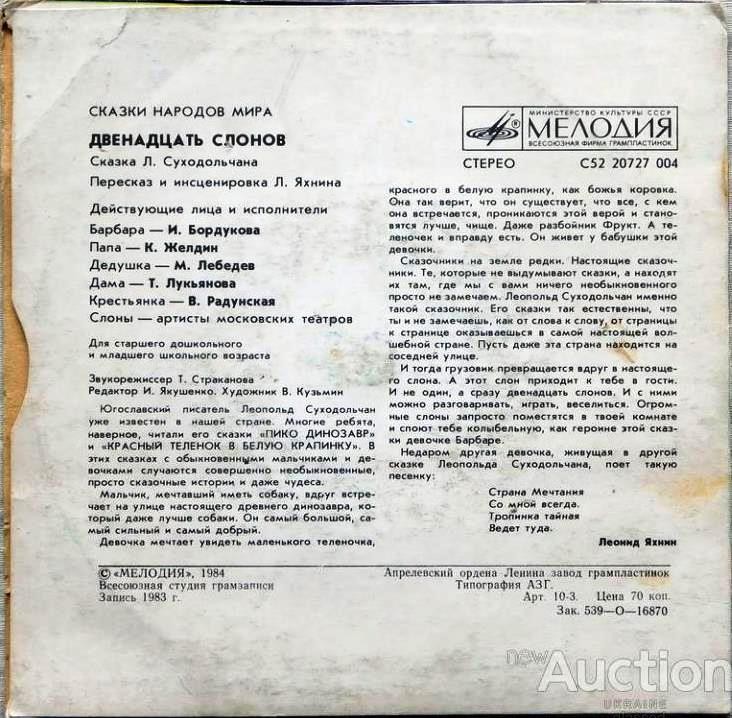 СКАЗКИ НАРОДОВ МИРА
ДВЕНАДЦАТЬ СЛОНОВ
Сказка Л. Суходольчана
Пересказ и инсценировка Л. Яхнина
Действующие лица и исполнители
Барбара — И. Бордукова
Папа — К. Желдин
Дедушка — М. Лебедев
Дама — Т. Лукьянова
Крестьянка — В. Радунская
Слоны — артисты московских театров
Для старшего дошкольного
и младшего школьного возраста
Звукорежиссер Т. Страканова
Редактор И. Якушенко. Художник В. Кузьмин
Югославский писатель Леопольд Суходольчан
уже известен в нашей стране. Многие ребята,
наверное, читали его сказки «ПИКО ДИНОЗАВР»
и «КРАСНЫЙ ТЕЛЕНОК В БЕЛУЮ КРАПИНКУ». В
этих сказках с обыкновенными мальчиками и де-
вочками случаются совершенно необыкновенные,
просто сказочные истории и даже чудеса.
Мальчик, мечтавший иметь собаку, вдруг встре-
чает на улице настоящего древнего динозавра, ко-
торый даже лучше собаки. Он самый большой, са-
мый сильный и самый добрый.
Девочка мечтает увидеть маленького теленочка,
МИНИСТЕРСТВО КУЛЬТУРЫ СССР
МЕЛОДИЯ
ВСЕСОЮЗНАЯ ФИРМА ГРАМПЛАСТИНОК
СТЕРЕО С52 20727 004
красного в белую крапинку, как божья коровка.
Она так верит, что он существует, что все, с кем
она встречается, проникаются этой верой и стано-
вятся лучше, чище. Даже разбойник Фрукт. А те-
леночек и вправду есть. Он живет у бабушки этой
девочки.
Сказочники на земле редки. Настоящие сказоч-
ники. Те, которые не выдумывают сказки, а находят
их там, где мы с вами ничего необыкновенного
просто не замечаем. Леопольд Суходольчан именно
такой сказочник. Его сказки так естественны, что
ты и не замечаешь, как от слова к слову, от страницы
к странице оказываешься в самой настоящей вол-
шебной стране. Пусть даже эта страна находится на
соседней улице.
И тогда грузовик превращается вдруг в настояще-
го слона. А этот слон приходит к тебе в гости.
И не один, а сразу двенадцать слонов. И с ними
можно разговаривать, играть, веселиться. Огром-
ные слоны запросто поместятся в твоей комнате
и споют тебе колыбельную, как героине этой сказ-
ки девочке Барбаре.
Недаром другая девочка, живущая в другой
сказке Леопольда Суходольчана, поет такую
песенку:
Страна Мечтания
Со мной всегда.
Тропинка тайная
Ведет туда.
Леонид Яхнин
© «МЕЛОДИЯ», 1984
Всесоюзная студия грамзаписи
Запись 1983 г.
Апрелевский ордена Ленина завод грампластинок
Типография АЗГ.
Арт. 10-3. Цена 70 коп.
Зак. 539—О—16870
new
Auction
UKRAINE